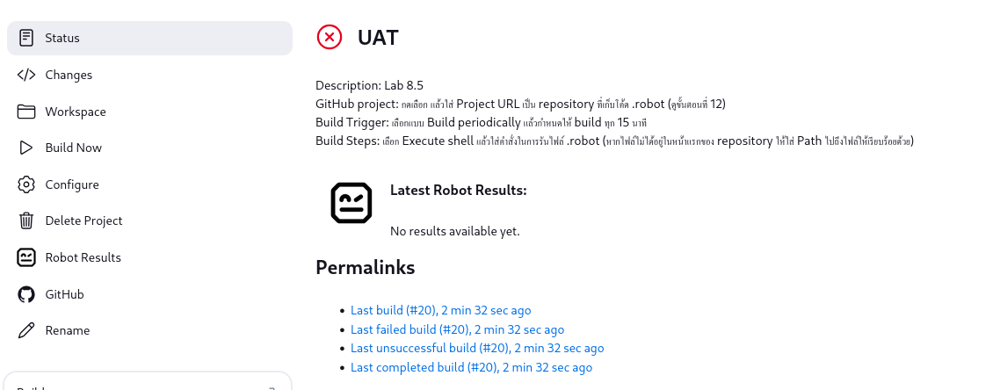 Status
Changes
Workspace
Build Now
Configure
Delete Project
Robot Results
GitHub
Rename
UAT
Description: Lab 8.5
GitHub project: กดเลือก แล้วใส่ Project URL เป็น repository ที่เก็บโค้ด .robot (ดูขั้นตอนที่ 12)
Build Trigger: เลือกแบบ Build periodically แล้วกำหนดให้ build ทุก 15 นาที
Build Steps: เลือก Execute shell แล้วใส่คำสั่งในการรันไฟล์ .robot (หากไฟล์ไม่ได้อยู่ในหน้าแรกของ repository ให้ใส่ Path ไปถึงไฟล์ให้เรียบร้อยด้วย)
Latest Robot Results:
No results available yet.
Permalinks
Last build (#20), 2 min 32 sec ago
Last failed build (#20), 2 min 32 sec ago
Last unsuccessful build (#20), 2 min 32 sec ago
Last completed build (#20), 2 min 32 sec ago